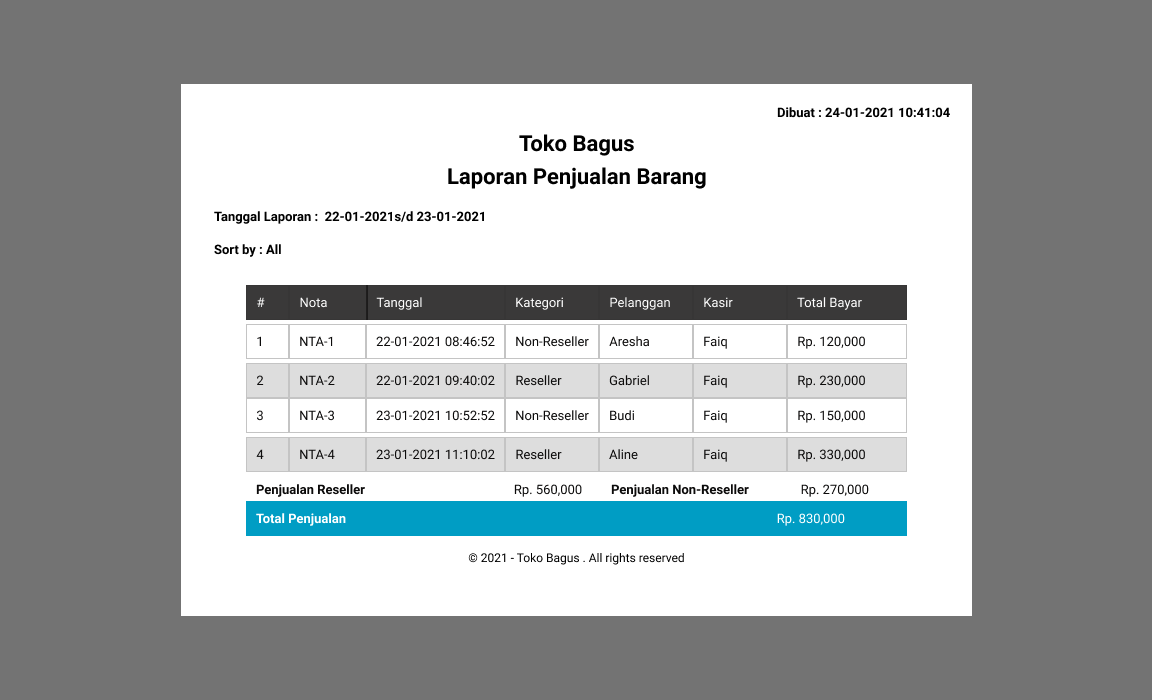 Dibuat : 24-01-2021 10:41:04
Toko Bagus
Laporan Penjualan Barang
Tanggal Laporan : 22-01-2021s/d 23-01-2021
Sort by : All
# Nota Tanggal Kategori Pelanggan Kasir Total Bayar
1 NTA-1 22-01-2021 08:46:52 Non-Reseller Aresha Faiq Rp. 120,000
2 NTA-2 22-01-2021 09:40:02 Reseller Gabriel Faiq Rp. 230,000
3 NTA-3 23-01-2021 10:52:52 Non-Reseller Budi Faiq Rp. 150,000
4 NTA-4 23-01-2021 11:10:02 Reseller Aline Faiq Rp. 330,000
Penjualan Reseller Rp. 560,000 Penjualan Non-Reseller Rp. 270,000
Total Penjualan Rp. 830,000
© 2021 - Toko Bagus . All rights reserved